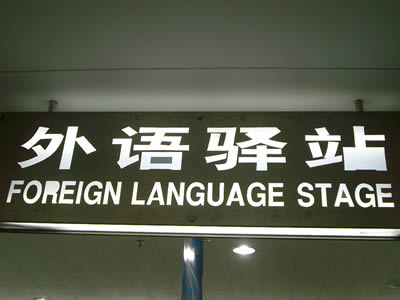 外语驿站
FOREIGN LANGUAGE STAGE